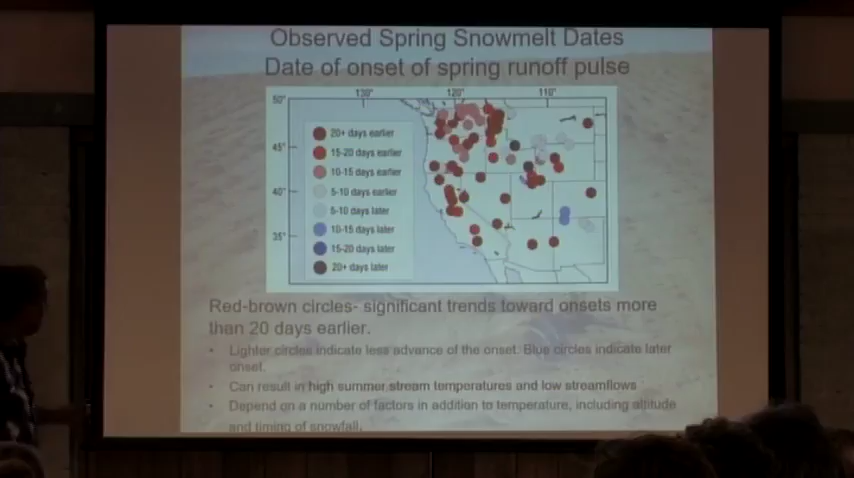 Observed Spring Snowmelt Dates
Date of onset of spring runoff pulse
130° 120° 110°
50°
45°
40°
35°
20+ days earlier
15-20 days earlier
10-15 days earlier
5-10 days earlier
5-10 days later
10-15 days later
15-20 days later
20+ days later
Red-brown circles- significant trends toward onsets more
than 20 days earlier.
• Lighter circles indicate less advance of the onset. Blue circles indicate later
onset.
• Can result in high summer stream temperatures and low streamflows
• Depend on a number of factors in addition to temperature, including altitude
and timing of snowfall.